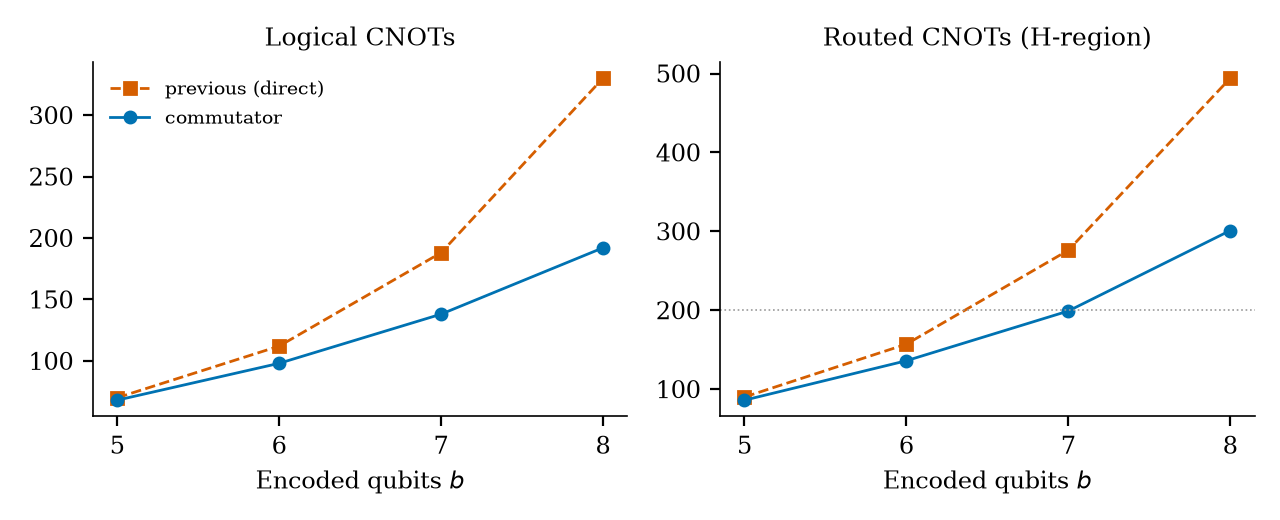 Logical CNOTs
previous (direct)
commutator
300
250
200
150
100
5 6 7 8
Encoded qubits b
Routed CNOTs (H-region)
500
400
300
200
100
5 6 7 8
Encoded qubits b